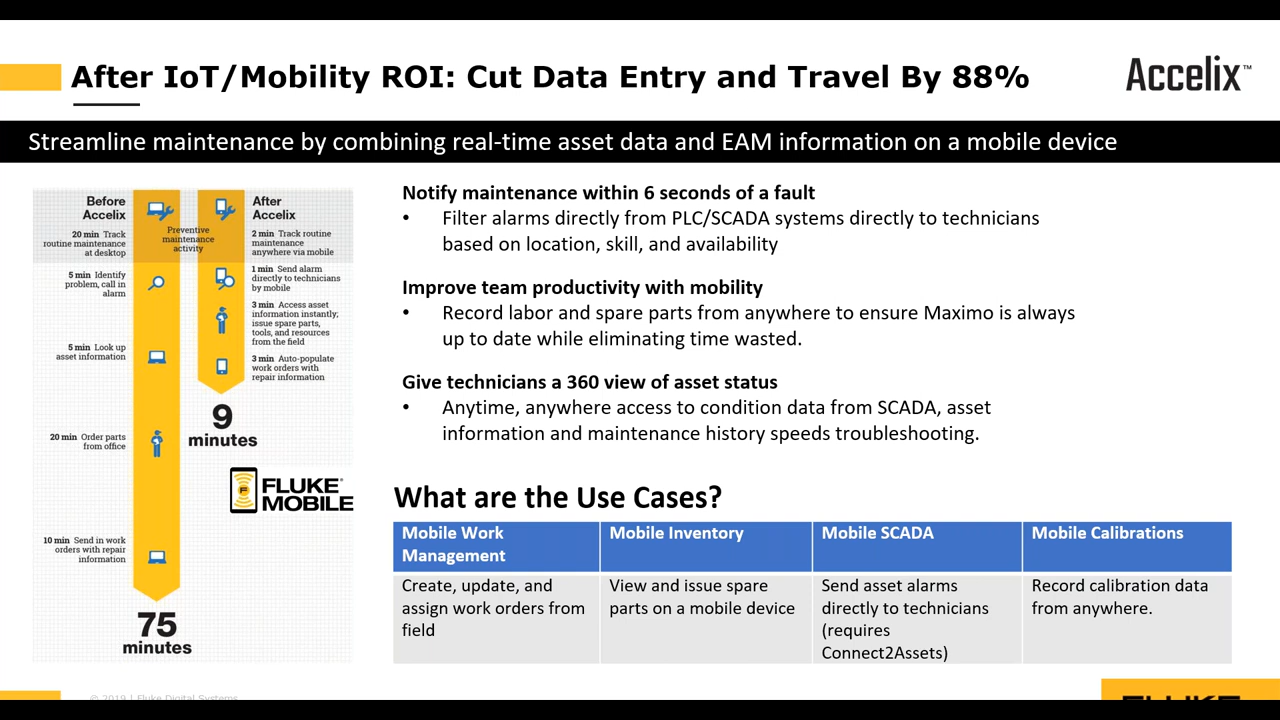 After IoT/Mobility ROI: Cut Data Entry and Travel By 88%
Accelix™
Streamline maintenance by combining real-time asset data and EAM information on a mobile device
Before
Accelix
20 min Track
routine maintenance
at desktop
5 min Identify
problem, call in
alarm
5 min Look up
asset information
20 min Order parts
from office
10 min Send in work
orders with repair
information
75
minutes
Preventive
maintenance
activity
After
Accelix
2 min Track routine
maintenance
anywhere via mobile
1 min Send alarm
directly to technicians
by mobile
3 min Access asset
information instantly;
issue spare parts,
tools, and resources
from the field
3 min Auto-populate
work orders with
repair information
9
minutes
F
FLUKE®
MOBILE
Notify maintenance within 6 seconds of a fault
• Filter alarms directly from PLC/SCADA systems directly to technicians
based on location, skill, and availability
Improve team productivity with mobility
• Record labor and spare parts from anywhere to ensure Maximo is always
up to date while eliminating time wasted.
Give technicians a 360 view of asset status
• Anytime, anywhere access to condition data from SCADA, asset
information and maintenance history speeds troubleshooting.
What are the Use Cases?
Mobile Work
Management
Mobile Inventory
Mobile SCADA
Mobile Calibrations
Create, update, and
assign work orders from
field
View and issue spare
parts on a mobile device
Send asset alarms
directly to technicians
(requires
Connect2Assets)
Record calibration data
from anywhere.
© 2019 | Fluke Digital Systems
FLUKE